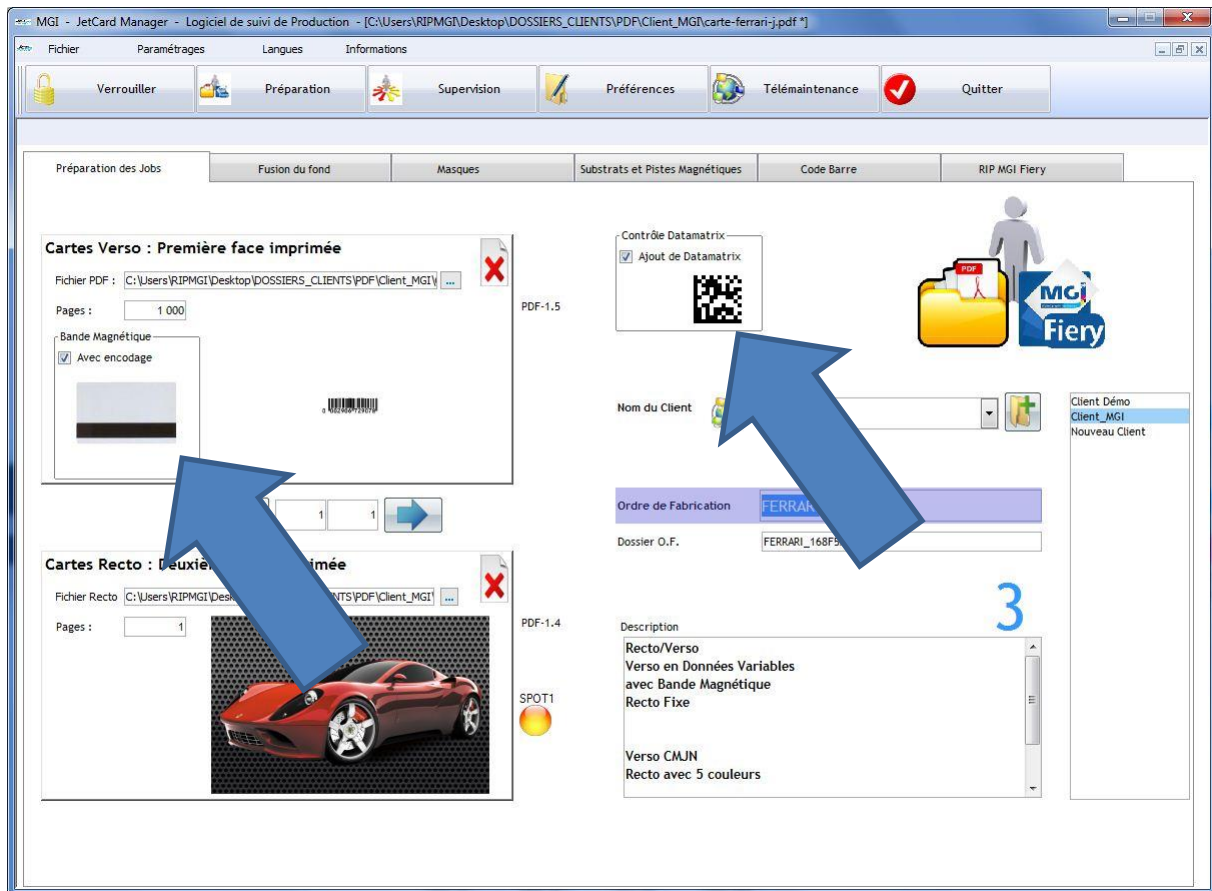 MGI - JetCard Manager - Logiciel de suivi de Production - [C:\Users\RIPMGI\Desktop\DOSSIERS_CLIENTS\PDF\Client_MGI\carte-ferrari-j.pdf *]
Fichier Paramétrages Langues Informations
Verrouiller Préparation Supervision Préférences Télémaintenance Quitter
Préparation des Jobs Fusion du fond Masques Substrats et Pistes Magnétiques Code Barre RIP MGI Fiery
Cartes Verso : Première face imprimée
Fichier PDF : C:\Users\RIPMGI\Desktop\DOSSIERS_CLIENTS\PDF\Client_MGI\ ...
Pages : 1 000
PDF-1.5
Bande Magnétique
Avec encodage
Contrôle Datamatrix
Ajout de Datamatrix
PDF
MGI
Fiery
Nom du Client
Client Démo
Client_MGI
Nouveau Client
1 1
Ordre de Fabrication FERRARI
Dossier O.F. FERRARI_168F5
Cartes Recto :
Fichier Recto C:\Users\RIPMGI ...
Pages : 1
PDF-1.4
SPOT1
3
Description
Recto/Verso
Verso en Données Variables
avec Bande Magnétique
Recto Fixe
Verso CMJN
Recto avec 5 couleurs